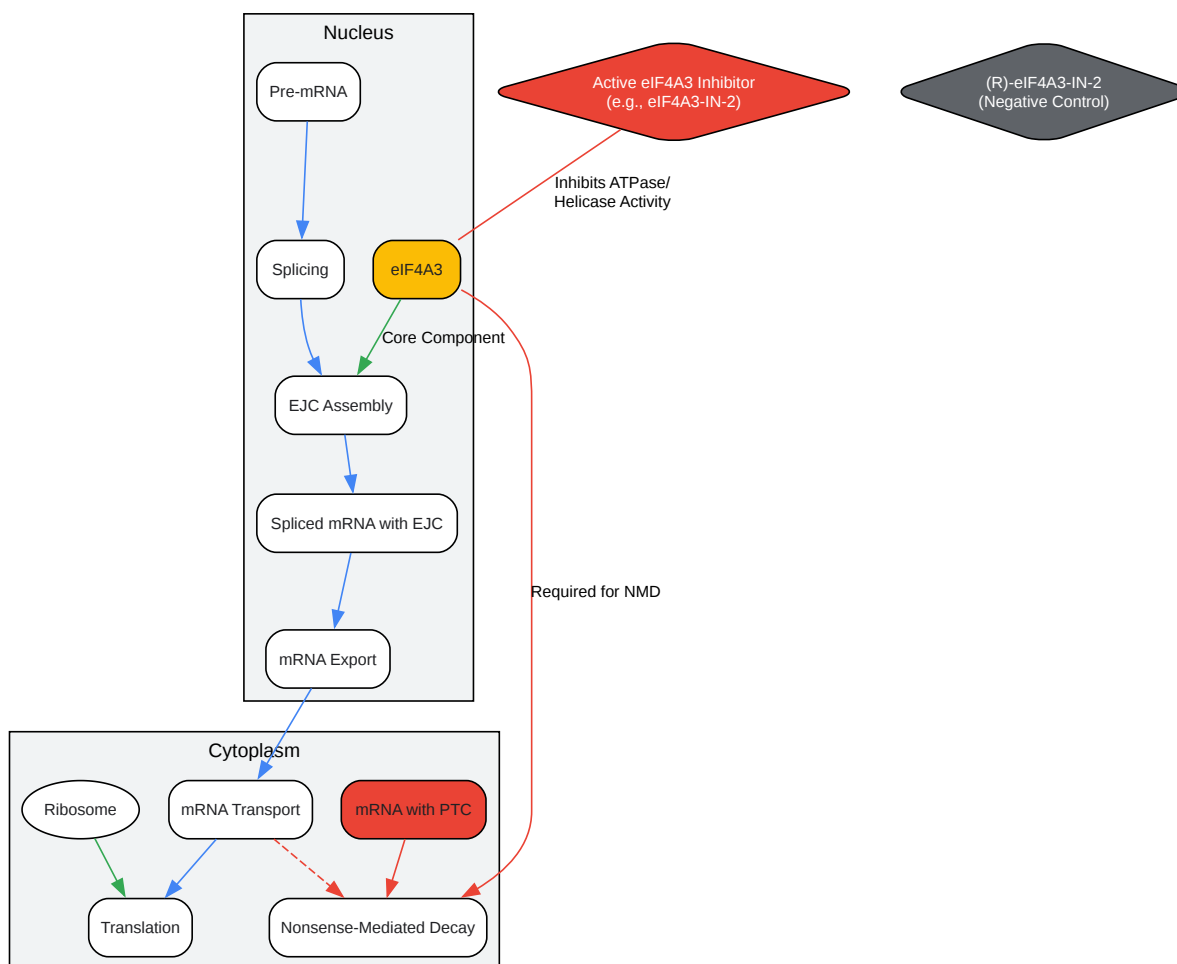 Nucleus
Pre-mRNA
Active eIF4A3 Inhibitor
(e.g., eIF4A3-IN-2)
(R)-eIF4A3-IN-2
(Negative Control)
Inhibits ATPase/
Helicase Activity
Splicing
eIF4A3
Core Component
EJC Assembly
Spliced mRNA with EJC
Required for NMD
mRNA Export
Cytoplasm
Ribosome
mRNA Transport
mRNA with PTC
Translation
Nonsense-Mediated Decay